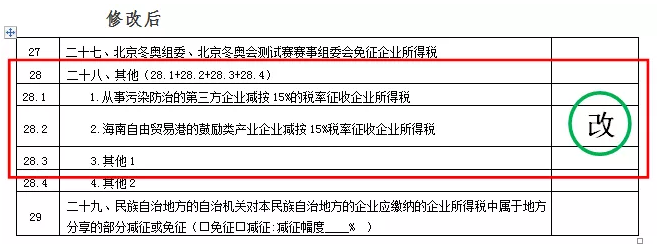 修改后
27 二十七、北京冬奥组委、北京冬奥会测试赛赛事组委会免征企业所得税
28 二十八、其他（28.1+28.2+28.3+28.4）
28.1 1.从事污染防治的第三方企业减按15%的税率征收企业所得税
28.2 2.海南自由贸易港的鼓励类产业企业减按15%税率征收企业所得税
改
28.3 3.其他1
28.4 4.其他2
29 二十九、民族自治地方的自治机关对本民族自治地方的企业应缴纳的企业所得税中属于地方
分享的部分减征或免征（□免征□减征:减征幅度____%　）